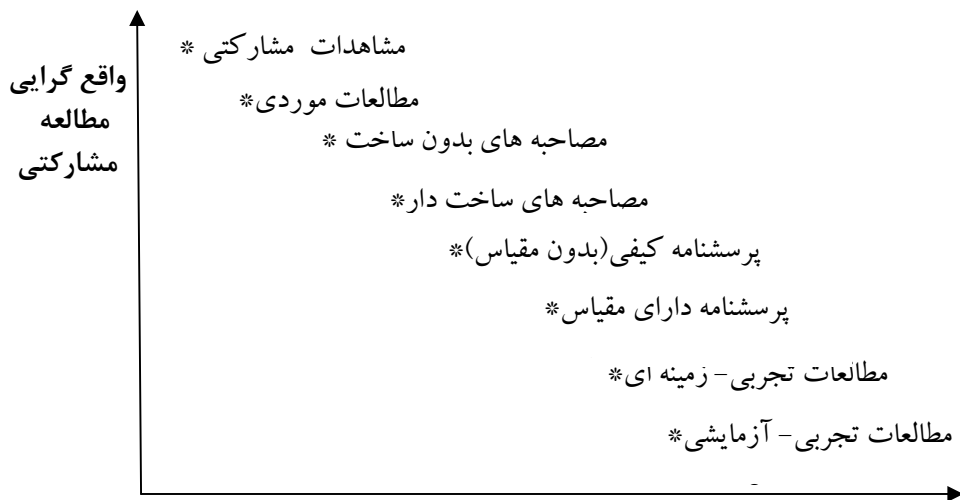 مشاهدات مشارکتی *
واقع گرایی
مطالعه
مشارکتی
مطالعات موردی*
مصاحبه های بدون ساخت *
مصاحبه های ساخت دار*
پرسشنامه کیفی(بدون مقیاس)*
پرسشنامه دارای مقیاس*
مطالعات تجربی– زمینه ای*
مطالعات تجربی– آزمایشی*